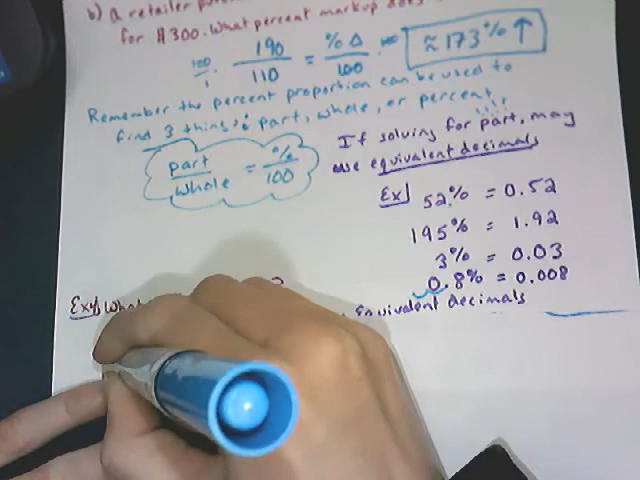 b) A retailer
for $300. What percent markup does
100/1 · 190/110 = % Δ/100 ≈ 173% ↑
Remember the percent proportion can be used to
find 3 things: part, whole, or percent.
part/whole = %/100
If solving for part, may
use equivalent decimals
Ex] 52% = 0.52
195% = 1.92
3% = 0.03
0.8% = 0.008
Ex) What
Equivalent decimals